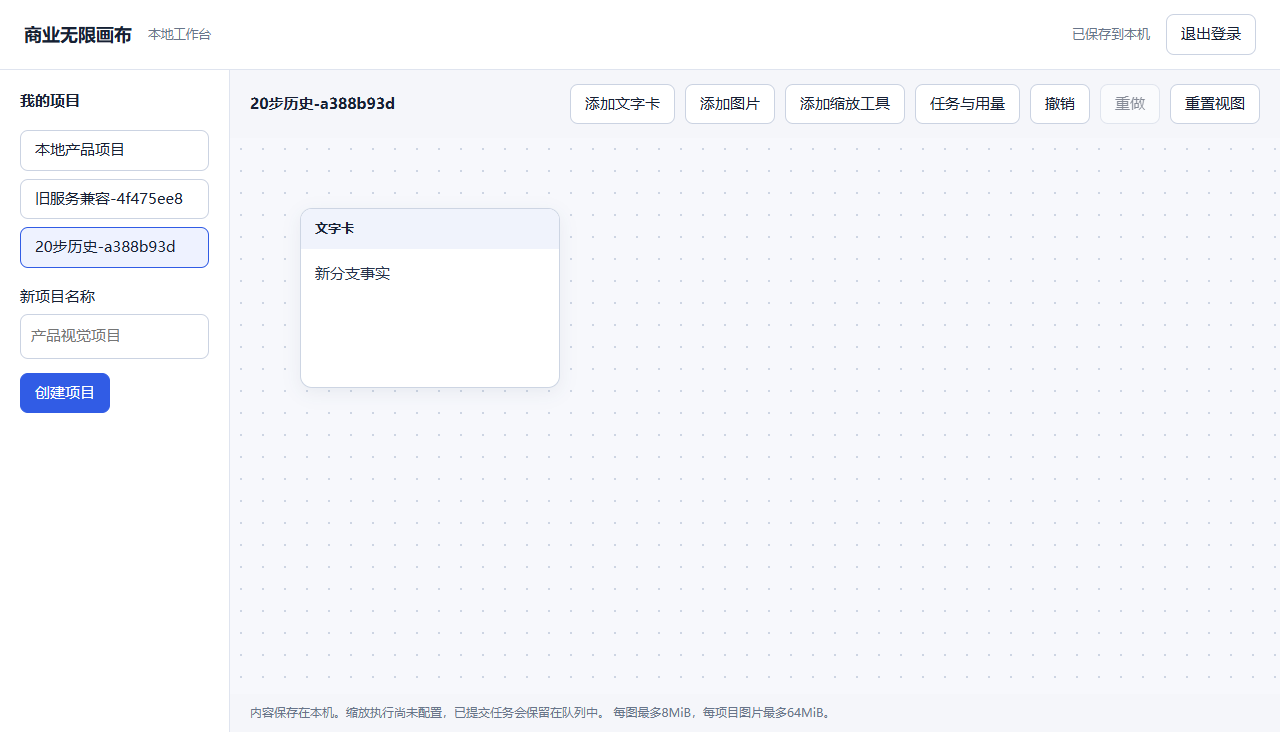 商业无限画布 本地工作台 已保存到本机 退出登录
我的项目
本地产品项目
旧服务兼容-4f475ee8
20步历史-a388b93d
新项目名称
产品视觉项目
创建项目
20步历史-a388b93d 添加文字卡 添加图片 添加缩放工具 任务与用量 撤销 重做 重置视图
文字卡
新分支事实
内容保存在本机。缩放执行尚未配置，已提交任务会保留在队列中。 每图最多8MiB，每项目图片最多64MiB。